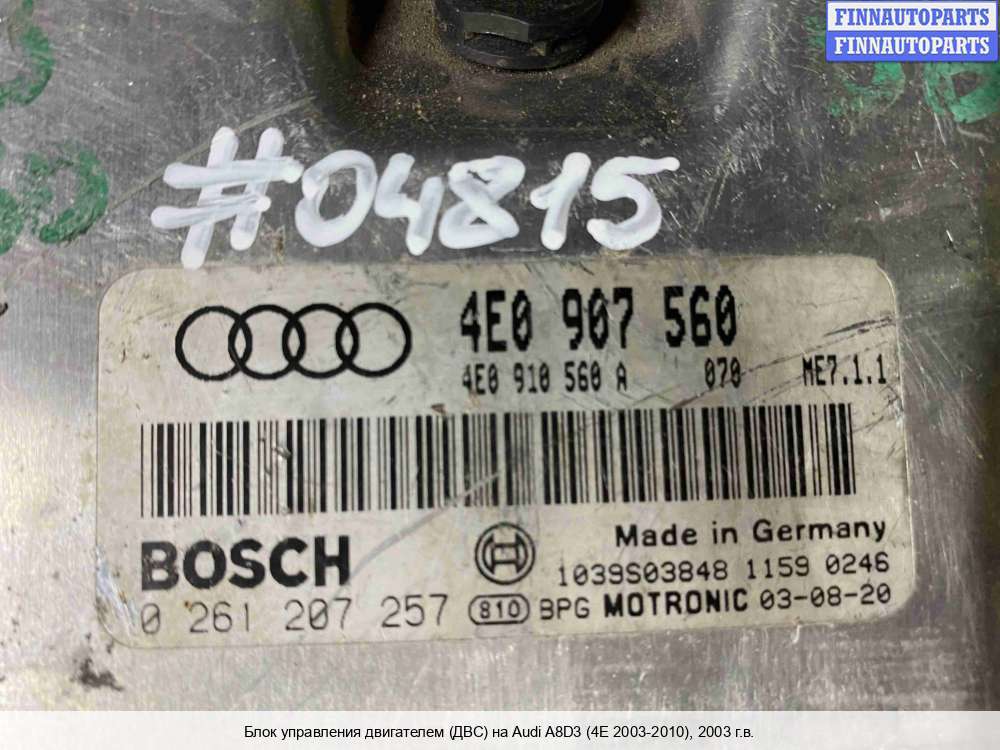 FINNAUTOPARTS
FINNAUTOPARTS
#04815
4E0 907 560
4E0 910 560 A 070 ME7.1.1
Made in Germany
BOSCH
1039S03848 1159 0246
0 261 207 257 810 BPG MOTRONIC 03-08-20
Блок управления двигателем (ДВС) на Audi A8D3 (4E 2003-2010), 2003 г.в.